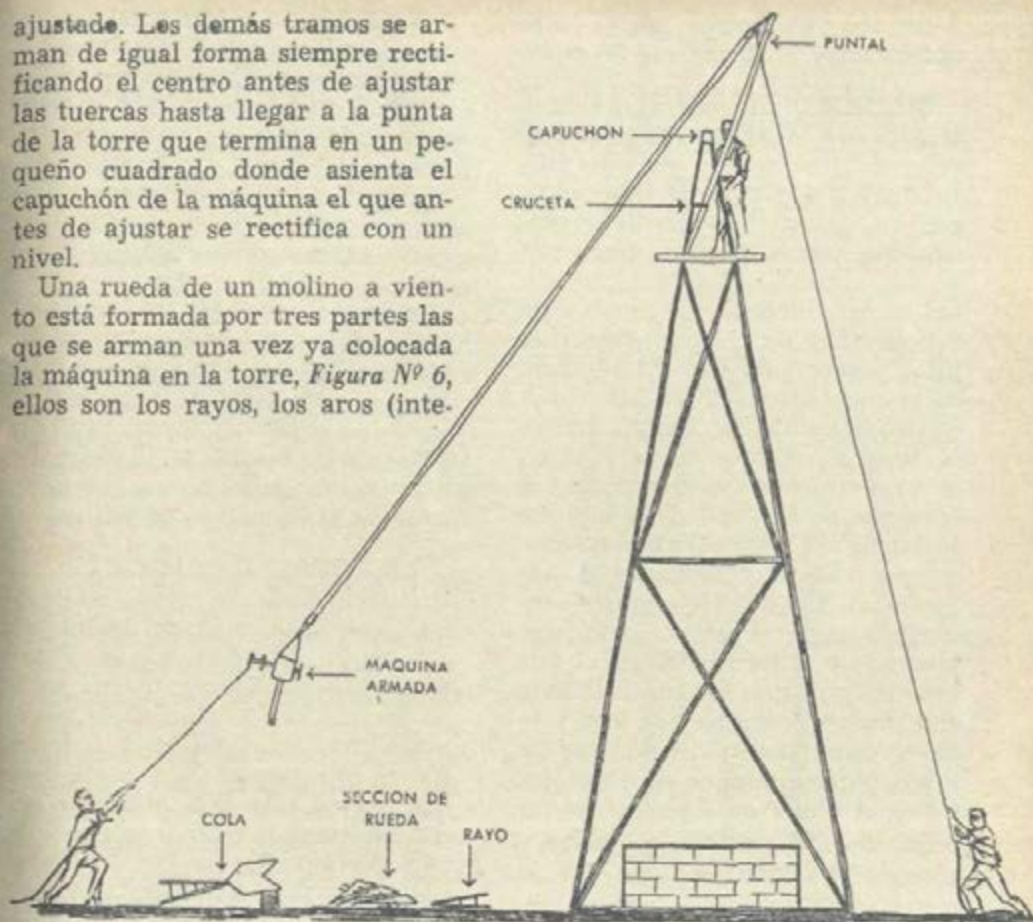 ajustado. Los demás tramos se ar-
man de igual forma siempre recti-
ficando el centro antes de ajustar
las tuercas hasta llegar a la punta
de la torre que termina en un pe-
queño cuadrado donde asienta el
capuchón de la máquina el que an-
tes de ajustar se rectifica con un
nivel.
Una rueda de un molino a vien-
to está formada por tres partes las
que se arman una vez ya colocada
la máquina en la torre, Figura Nº 6,
ellos son los rayos, los aros (inte-
PUNTAL
CAPUCHON
CRUCETA
MAQUINA
ARMADA
COLA
SECCION DE
RUEDA
RAYO